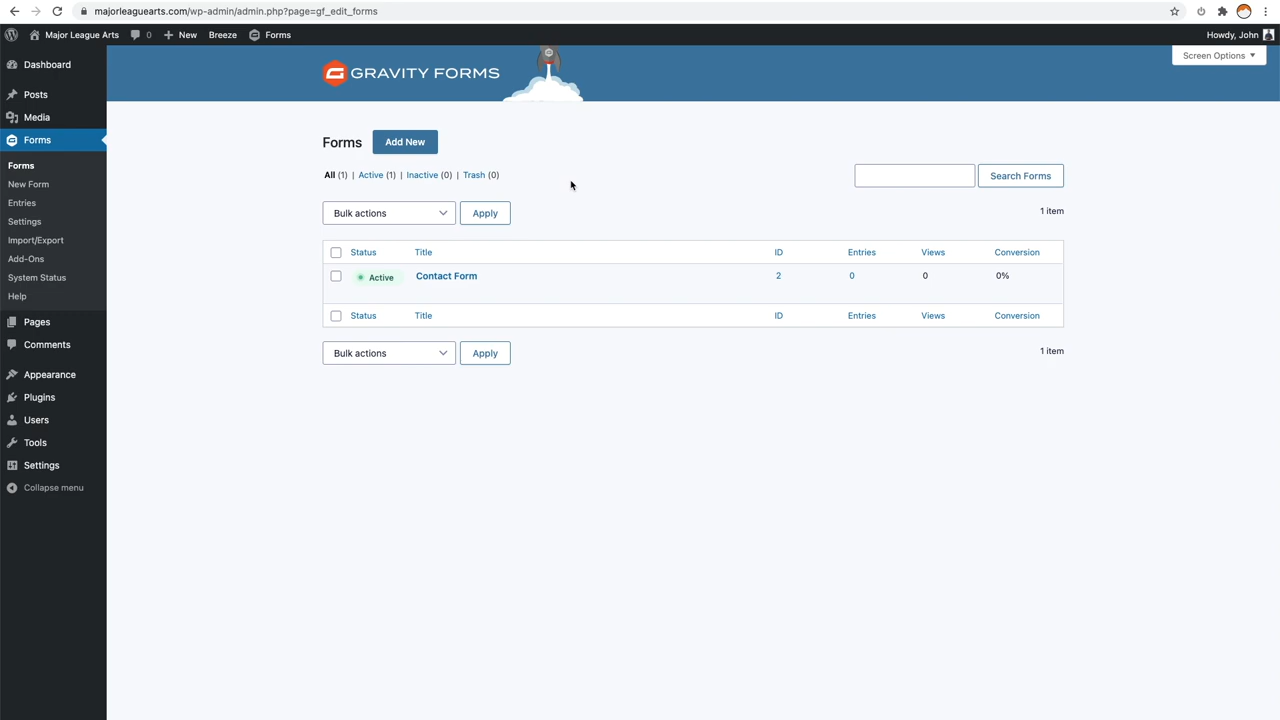 majorleaguearts.com/wp-admin/admin.php?page=gf_edit_forms
Major League Arts 0 New Breeze Forms Howdy, John
Dashboard
Posts
Media
Forms
Forms
New Form
Entries
Settings
Import/Export
Add-Ons
System Status
Help
Pages
Comments
Appearance
Plugins
Users
Tools
Settings
Collapse menu
GRAVITY FORMS
Screen Options
Forms Add New
All (1) | Active (1) | Inactive (0) | Trash (0)
Search Forms
Bulk actions Apply 1 item
Status Title ID Entries Views Conversion
Active Contact Form 2 0 0 0%
Status Title ID Entries Views Conversion
Bulk actions Apply 1 item